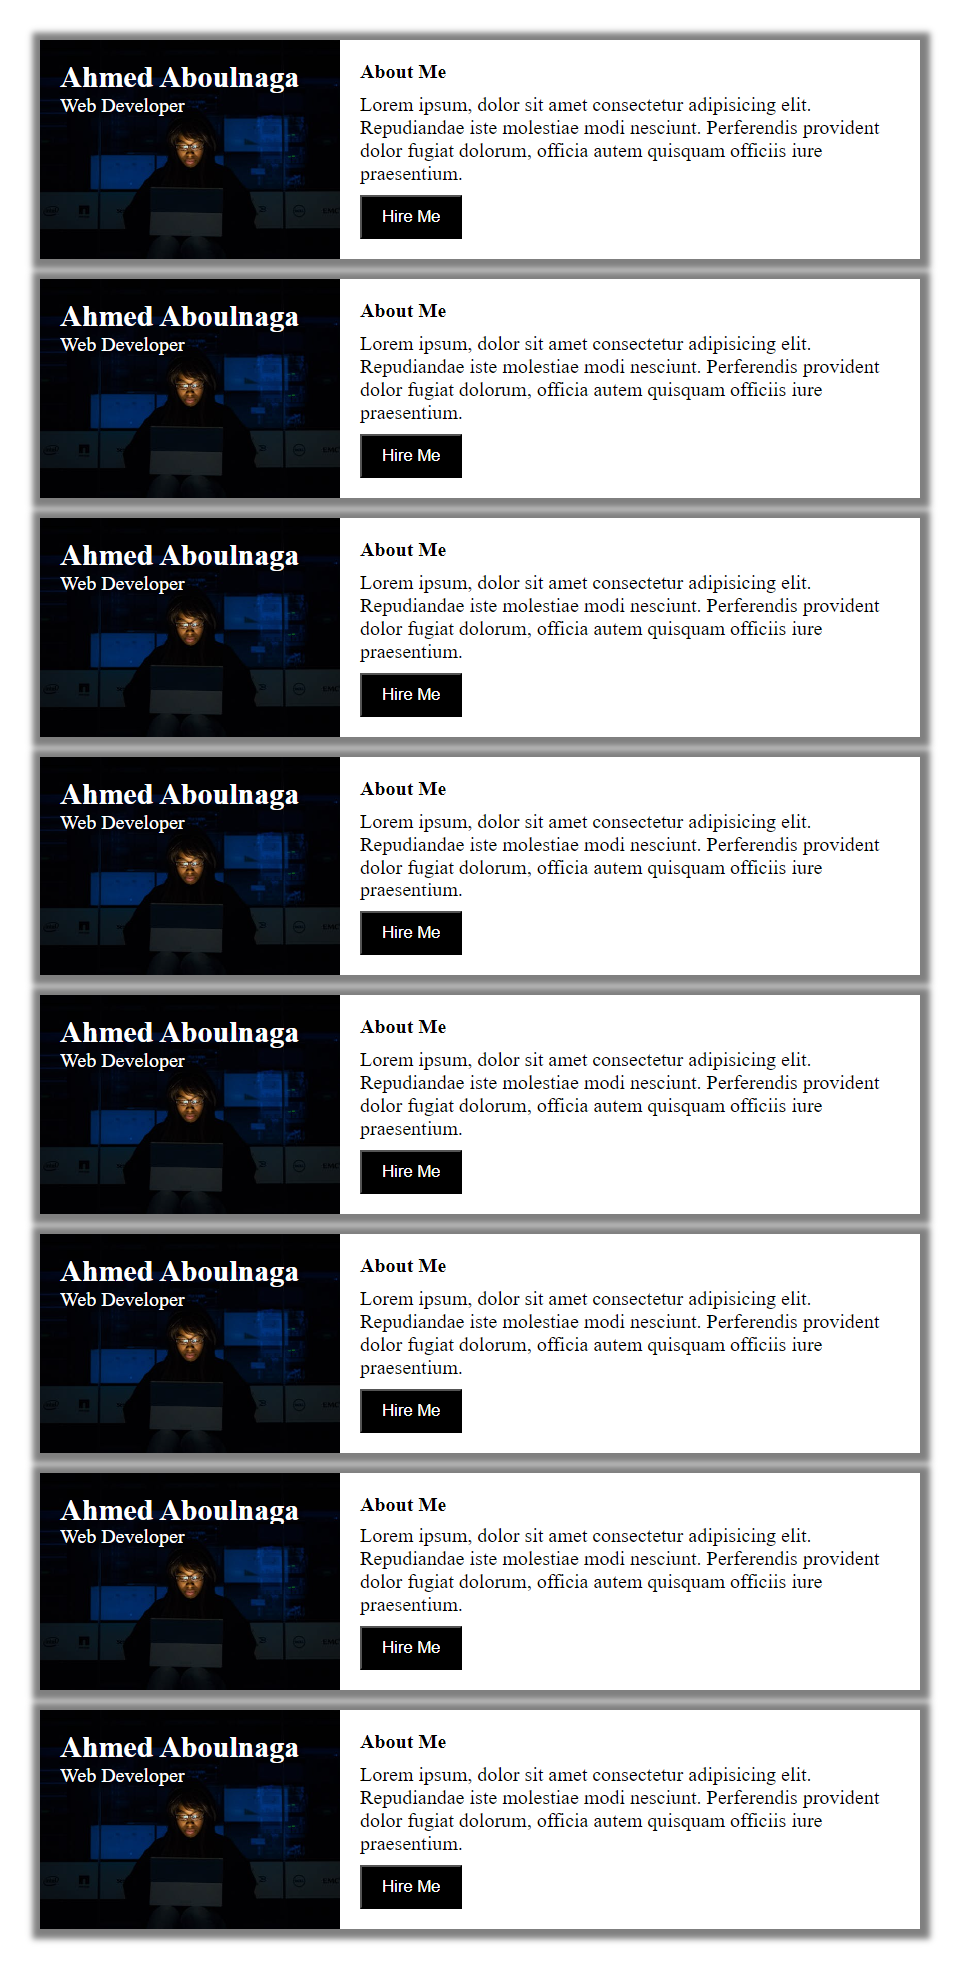 Ahmed Aboulnaga
Web Developer
About Me
Lorem ipsum, dolor sit amet consectetur adipisicing elit.
Repudiandae iste molestiae modi nesciunt. Perferendis provident
dolor fugiat dolorum, officia autem quisquam officiis iure
praesentium.
Hire Me
Ahmed Aboulnaga
Web Developer
About Me
Lorem ipsum, dolor sit amet consectetur adipisicing elit.
Repudiandae iste molestiae modi nesciunt. Perferendis provident
dolor fugiat dolorum, officia autem quisquam officiis iure
praesentium.
Hire Me
Ahmed Aboulnaga
Web Developer
About Me
Lorem ipsum, dolor sit amet consectetur adipisicing elit.
Repudiandae iste molestiae modi nesciunt. Perferendis provident
dolor fugiat dolorum, officia autem quisquam officiis iure
praesentium.
Hire Me
Ahmed Aboulnaga
Web Developer
About Me
Lorem ipsum, dolor sit amet consectetur adipisicing elit.
Repudiandae iste molestiae modi nesciunt. Perferendis provident
dolor fugiat dolorum, officia autem quisquam officiis iure
praesentium.
Hire Me
Ahmed Aboulnaga
Web Developer
About Me
Lorem ipsum, dolor sit amet consectetur adipisicing elit.
Repudiandae iste molestiae modi nesciunt. Perferendis provident
dolor fugiat dolorum, officia autem quisquam officiis iure
praesentium.
Hire Me
Ahmed Aboulnaga
Web Developer
About Me
Lorem ipsum, dolor sit amet consectetur adipisicing elit.
Repudiandae iste molestiae modi nesciunt. Perferendis provident
dolor fugiat dolorum, officia autem quisquam officiis iure
praesentium.
Hire Me
Ahmed Aboulnaga
Web Developer
About Me
Lorem ipsum, dolor sit amet consectetur adipisicing elit.
Repudiandae iste molestiae modi nesciunt. Perferendis provident
dolor fugiat dolorum, officia autem quisquam officiis iure
praesentium.
Hire Me
Ahmed Aboulnaga
Web Developer
About Me
Lorem ipsum, dolor sit amet consectetur adipisicing elit.
Repudiandae iste molestiae modi nesciunt. Perferendis provident
dolor fugiat dolorum, officia autem quisquam officiis iure
praesentium.
Hire Me